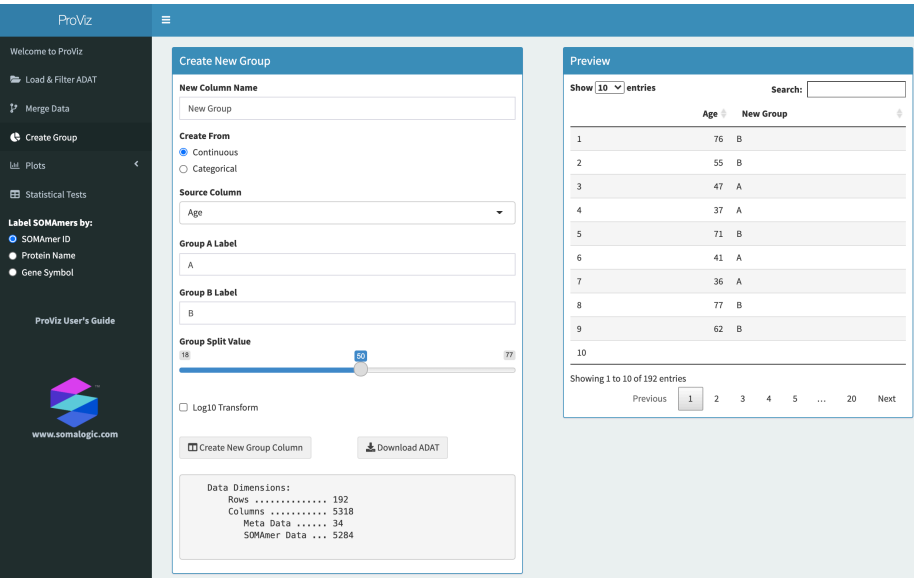 ProViz
Welcome to ProViz
Load & Filter ADAT
Merge Data
Create Group
Plots
Statistical Tests
Label SOMAmers by:
SOMAmer ID
Protein Name
Gene Symbol
ProViz User's Guide
www.somalogic.com
Create New Group
New Column Name
New Group
Create From
Continuous
Categorical
Source Column
Age
Group A Label
A
Group B Label
B
Group Split Value
18 50 77
Log10 Transform
Create New Group Column Download ADAT
Data Dimensions:
Rows .............. 192
Columns ........... 5318
Meta Data ...... 34
SOMAmer Data ... 5284
Preview
Show 10 entries Search:
Age New Group
1 76 B
2 55 B
3 47 A
4 37 A
5 71 B
6 41 A
7 36 A
8 77 B
9 62 B
10
Showing 1 to 10 of 192 entries
Previous 1 2 3 4 5 ... 20 Next